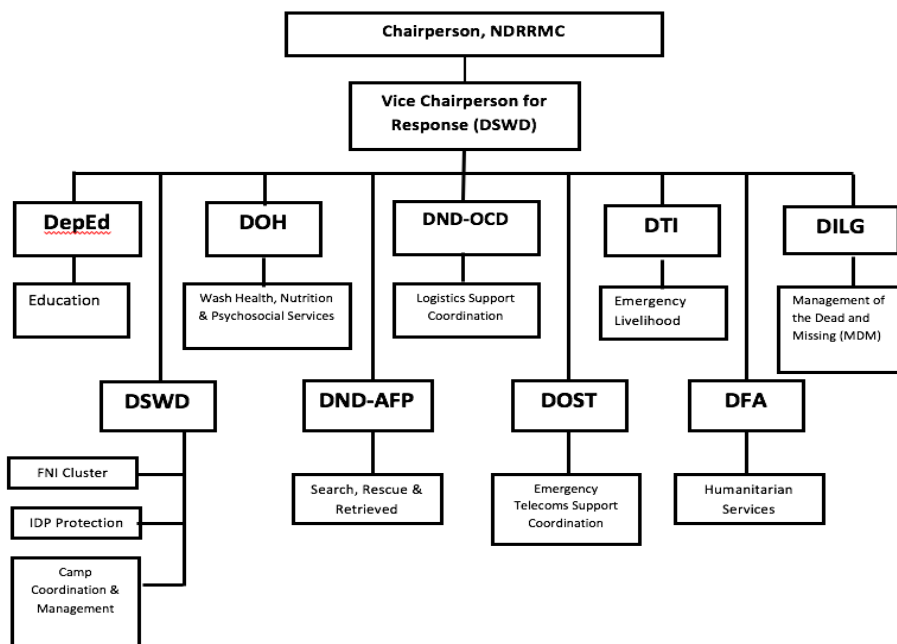 Chairperson, NDRRMC
Vice Chairperson for
Response (DSWD)
DepEd
DOH
DND-OCD
DTI
DILG
Education
Wash Health, Nutrition
& Psychosocial Services
Logistics Support
Coordination
Emergency
Livelihood
Management of
the Dead and
Missing (MDM)
DSWD
DND-AFP
DOST
DFA
FNI Cluster
IDP Protection
Camp
Coordination &
Management
Search, Rescue &
Retrieved
Emergency
Telecoms Support
Coordination
Humanitarian
Services